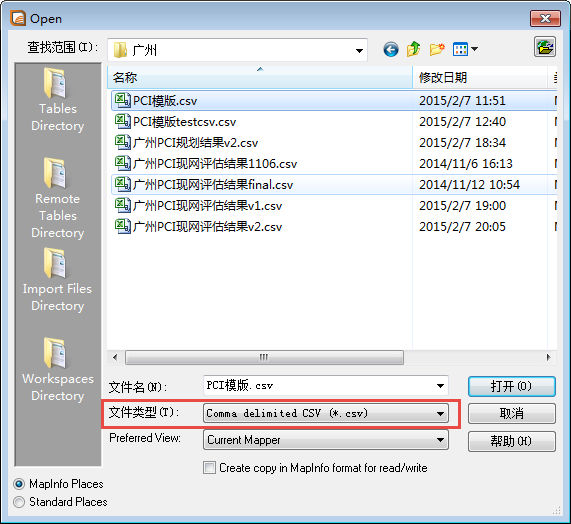 Open
查找范围(I):
广州
名称
修改日期
PCI模版.csv
2015/2/7 11:51
PCI模版testcsv.csv
2015/2/7 12:40
广州PCI规划结果v2.csv
2015/2/7 18:34
广州PCI现网评估结果1106.csv
2014/11/6 16:13
广州PCI现网评估结果final.csv
2014/11/12 10:54
广州PCI现网评估结果v1.csv
2015/2/7 19:00
广州PCI现网评估结果v2.csv
2015/2/7 20:05
Tables
Directory
Remote
Tables
Directory
Import Files
Directory
Workspaces
Directory
文件名(N):
PCI模版.csv
打开(O)
文件类型(T):
Comma delimited CSV (*.csv)
取消
Preferred View:
Current Mapper
帮助(H)
Create copy in MapInfo format for read/write
MapInfo Places
Standard Places